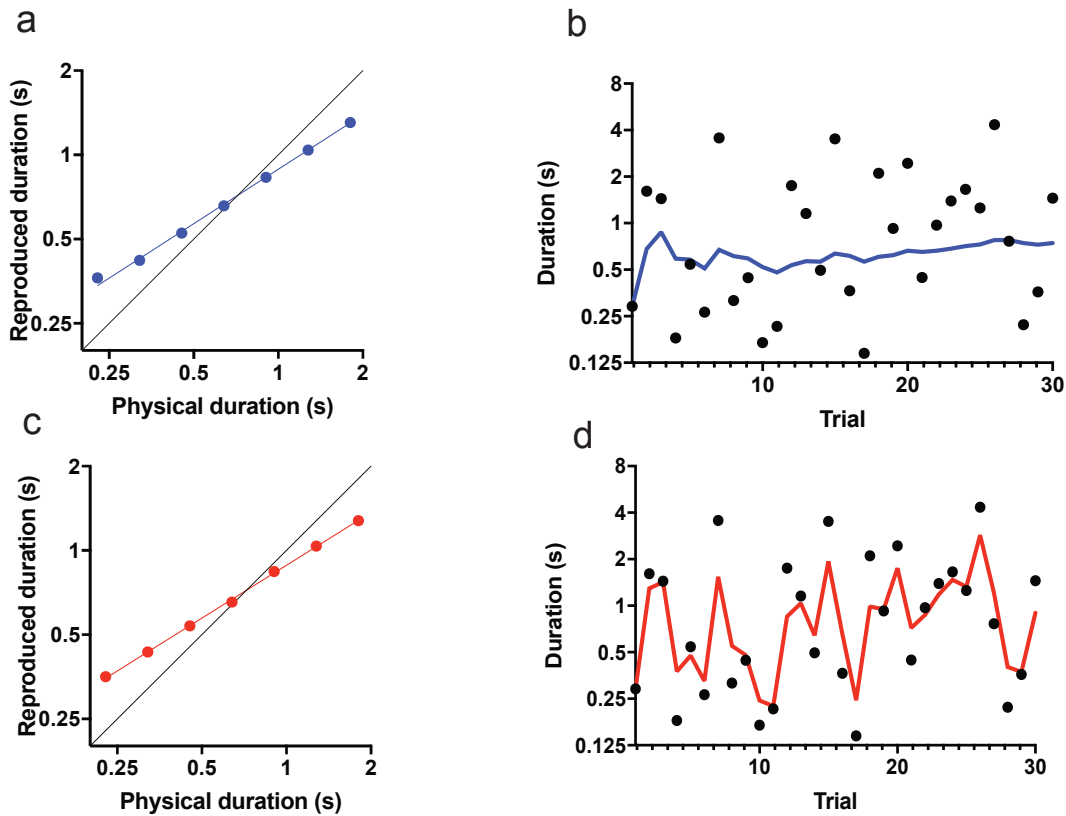 a
2
1
0.5
0.25
Reproduced duration (s)
0.25 0.5 1 2
Physical duration (s)
b
8
4
2
1
0.5
0.25
0.125
Duration (s)
10 20 30
Trial
c
2
1
0.5
0.25
Reproduced duration (s)
0.25 0.5 1 2
Physical duration (s)
d
8
4
2
1
0.5
0.25
0.125
Duration (s)
10 20 30
Trial